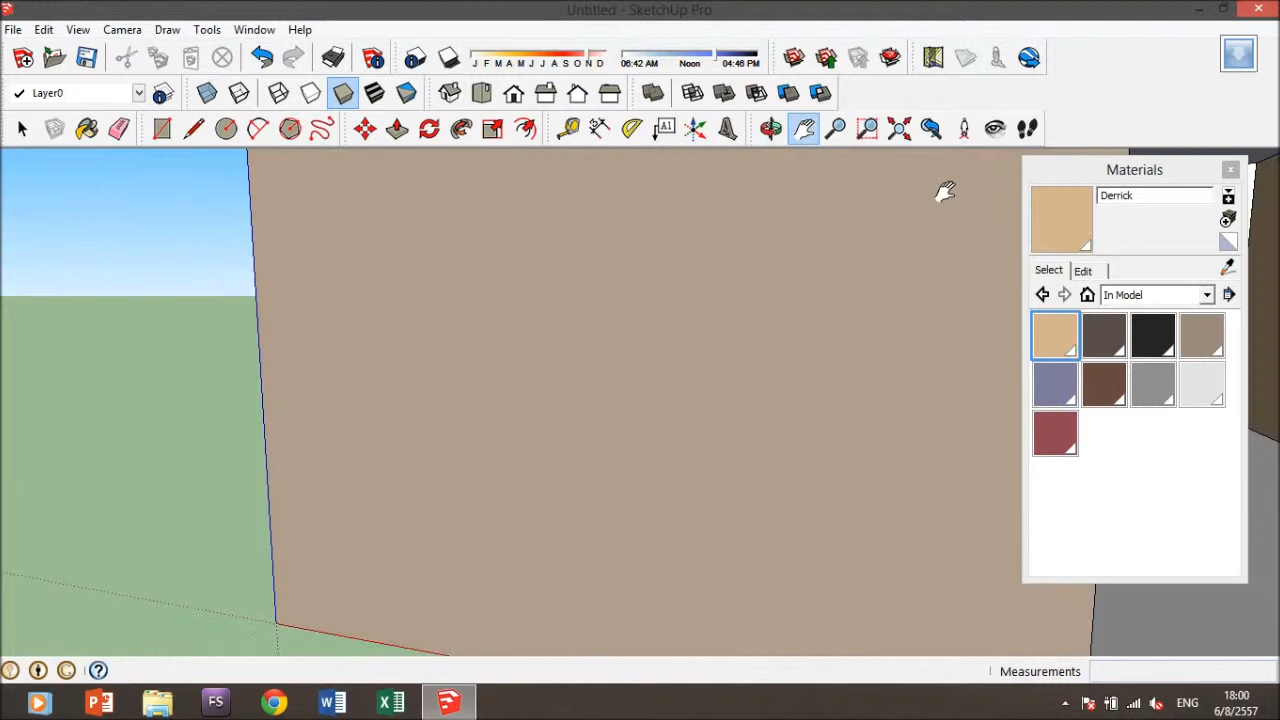 Untitled - SketchUp Pro
File Edit View Camera Draw Tools Window Help
J F M A M J J A S O N D 06:42 AM Noon 04:46 PM
Layer0
A1
Materials
Derrick
Select Edit
In Model
Measurements
ENG
18:00
6/8/2557